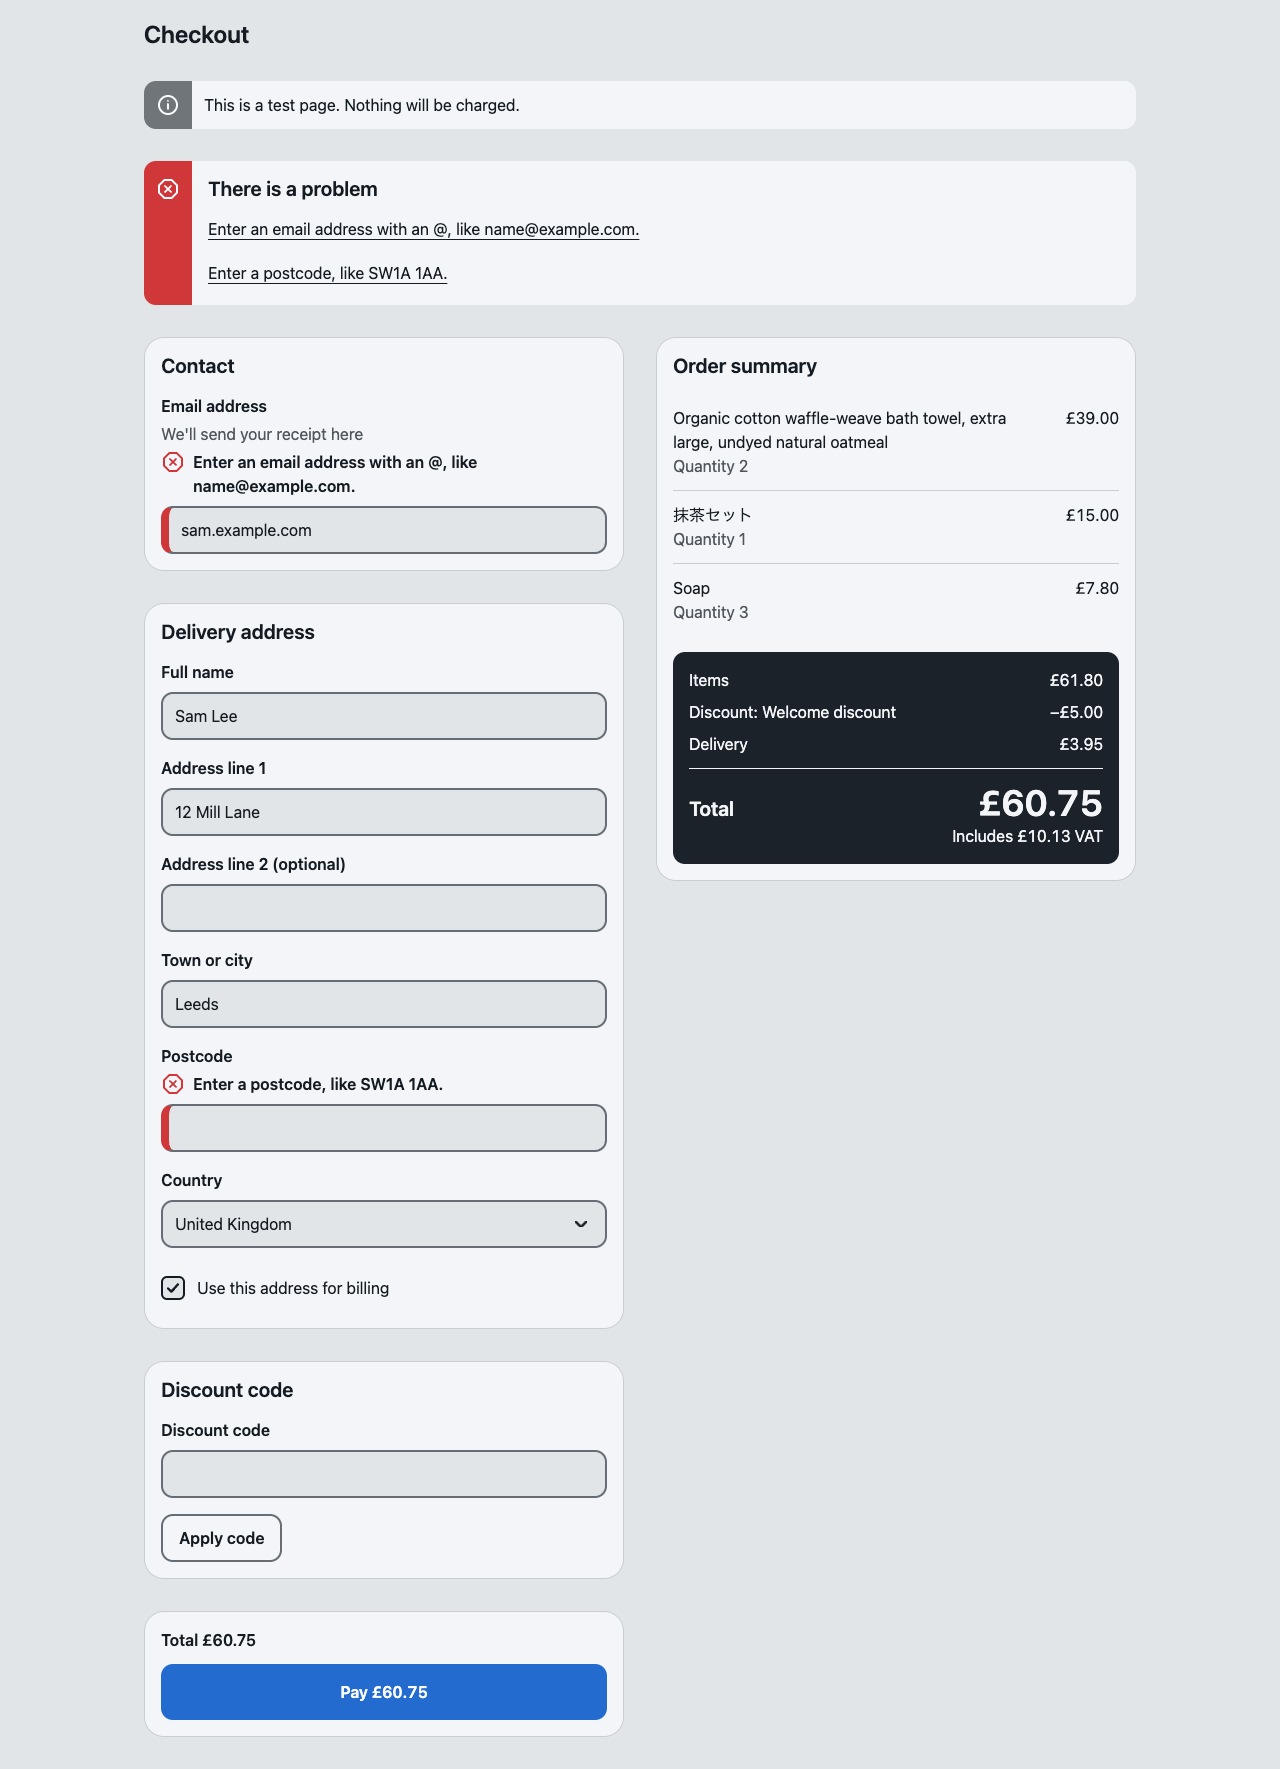 Checkout
This is a test page. Nothing will be charged.
There is a problem
Enter an email address with an @, like name@example.com.
Enter a postcode, like SW1A 1AA.
Contact
Email address
We'll send your receipt here
Enter an email address with an @, like
name@example.com.
sam.example.com
Delivery address
Full name
Sam Lee
Address line 1
12 Mill Lane
Address line 2 (optional)
Town or city
Leeds
Postcode
Enter a postcode, like SW1A 1AA.
Country
United Kingdom
Use this address for billing
Discount code
Discount code
Apply code
Total £60.75
Pay £60.75
Order summary
Organic cotton waffle-weave bath towel, extra £39.00
large, undyed natural oatmeal
Quantity 2
抹茶セット £15.00
Quantity 1
Soap £7.80
Quantity 3
Items £61.80
Discount: Welcome discount −£5.00
Delivery £3.95
Total £60.75
Includes £10.13 VAT